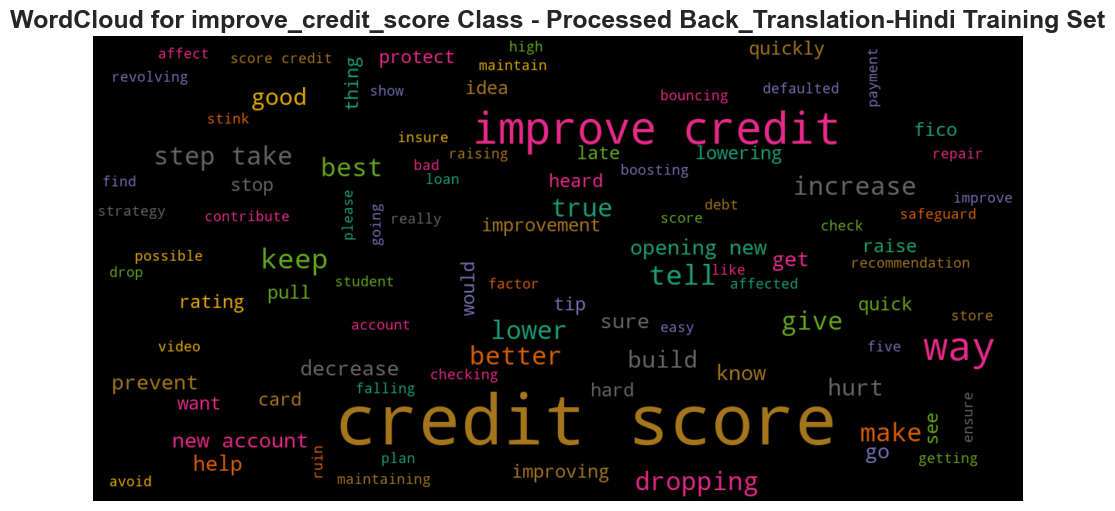 WordCloud for improve_credit_score Class - Processed Back_Translation-Hindi Training Set
affect
score credit
thing
protect
high
maintain
quickly
payment
revolving
good
show
idea
bouncing
defaulted
stink
improve credit
fico
step take
best
insure
raising
late
lowering
repair
find
stop
bad
loan
heard
boosting
increase
improve
strategy
contribute
please
going
really
true
debt
score
safeguard
check
improvement
possible
keep
opening new
raise
drop
student
would
tell
like
get
recommendation
affected
rating
pull
factor
tip
quick
store
account
lower
sure
easy
give
video
better
build
five
way
decrease
checking
know
prevent
falling
hard
hurt
want
card
credit score
ensure
new account
make
see
help
ruin
plan
go
getting
avoid
maintaining
improving
dropping